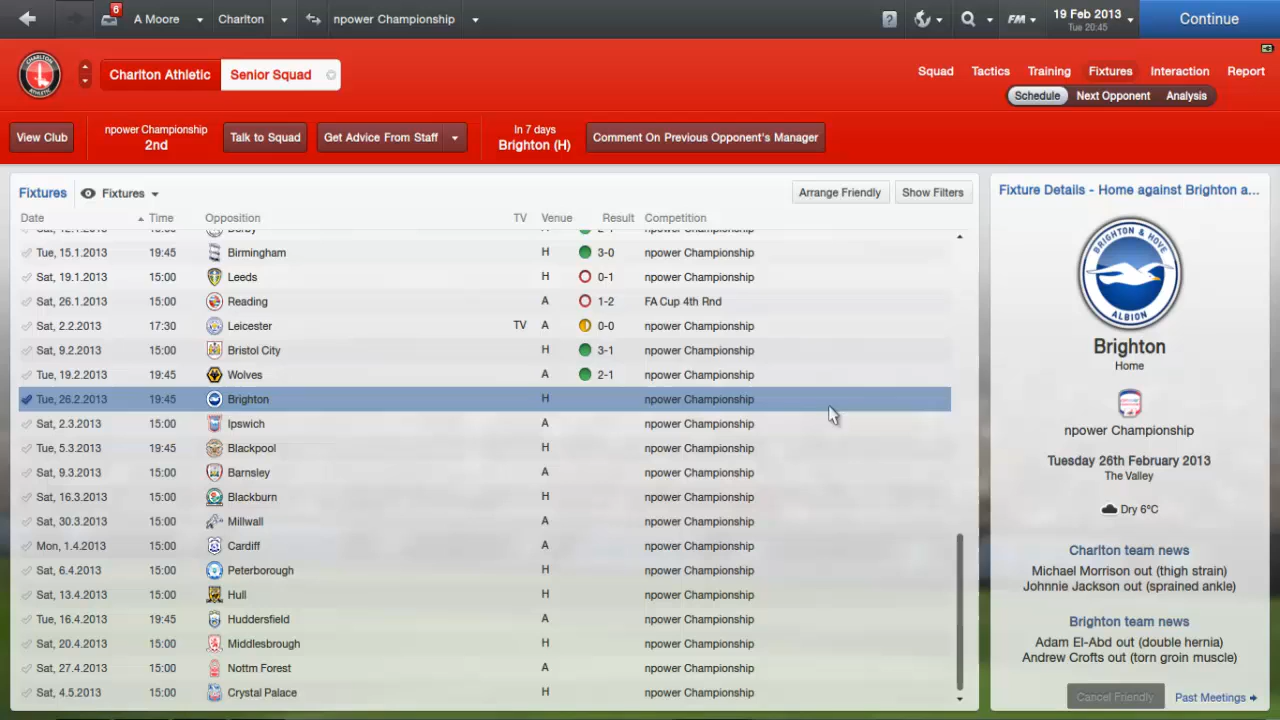 6 A Moore Charlton npower Championship FM 19 Feb 2013 Continue
Tue 20:45
Charlton Athletic Senior Squad Squad Tactics Training Fixtures Interaction Report
Schedule Next Opponent Analysis
View Club npower Championship 2nd Talk to Squad Get Advice From Staff In 7 days Brighton (H) Comment On Previous Opponent's Manager
Fixtures Fixtures Arrange Friendly Show Filters
Date Time Opposition TV Venue Result Competition
Tue, 15.1.2013 19:45 Birmingham H 3-0 npower Championship
Sat, 19.1.2013 15:00 Leeds H 0-1 npower Championship
Sat, 26.1.2013 15:00 Reading A 1-2 FA Cup 4th Rnd
Sat, 2.2.2013 17:30 Leicester TV A 0-0 npower Championship
Sat, 9.2.2013 15:00 Bristol City H 3-1 npower Championship
Tue, 19.2.2013 19:45 Wolves A 2-1 npower Championship
Tue, 26.2.2013 19:45 Brighton H npower Championship
Sat, 2.3.2013 15:00 Ipswich A npower Championship
Tue, 5.3.2013 19:45 Blackpool H npower Championship
Sat, 9.3.2013 15:00 Barnsley A npower Championship
Sat, 16.3.2013 15:00 Blackburn H npower Championship
Sat, 30.3.2013 15:00 Millwall A npower Championship
Mon, 1.4.2013 15:00 Cardiff A npower Championship
Sat, 6.4.2013 15:00 Peterborough H npower Championship
Sat, 13.4.2013 15:00 Hull H npower Championship
Tue, 16.4.2013 19:45 Huddersfield A npower Championship
Sat, 20.4.2013 15:00 Middlesbrough H npower Championship
Sat, 27.4.2013 15:00 Nottm Forest A npower Championship
Sat, 4.5.2013 15:00 Crystal Palace H npower Championship
Fixture Details - Home against Brighton a...
BRIGHTON & HOVE
ALBION
Brighton
Home
npower Championship
Tuesday 26th February 2013
The Valley
Dry 6°C
Charlton team news
Michael Morrison out (thigh strain)
Johnnie Jackson out (sprained ankle)
Brighton team news
Adam El-Abd out (double hernia)
Andrew Crofts out (torn groin muscle)
Cancel Friendly Past Meetings